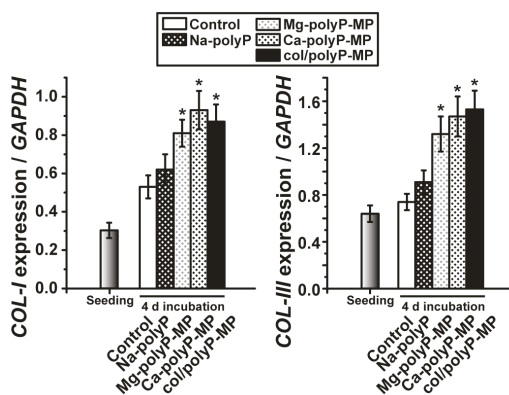 Control
Na-polyP
Mg-polyP-MP
Ca-polyP-MP
col/polyP-MP
COL-I expression / GAPDH
1.0
0.8
0.6
0.4
0.2
0.0
*
*
*
Seeding
4 d incubation
Control
Na-polyP
Mg-polyP-MP
Ca-polyP-MP
col/polyP-MP
COL-III expression / GAPDH
1.6
1.2
0.8
0.4
0.0
*
*
*
Seeding
4 d incubation
Control
Na-polyP
Mg-polyP-MP
Ca-polyP-MP
col/polyP-MP